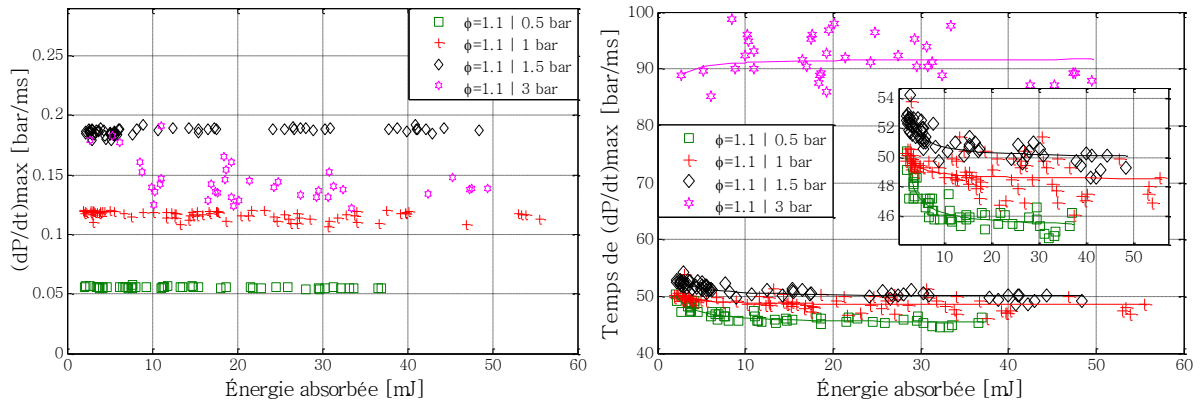 (dP/dt)max [bar/ms]
0.29
0.25
0.2
0.15
0.1
0.05
0
0 10 20 30 40 50 60
Énergie absorbée [mJ]
ϕ=1.1 | 0.5 bar
ϕ=1.1 | 1 bar
ϕ=1.1 | 1.5 bar
ϕ=1.1 | 3 bar
Temps de (dP/dt)max [bar/ms]
100
90
80
70
60
50
40
0 10 20 30 40 50 60
Énergie absorbée [mJ]
ϕ=1.1 | 0.5 bar
ϕ=1.1 | 1 bar
ϕ=1.1 | 1.5 bar
ϕ=1.1 | 3 bar
54
52
50
48
46
10 20 30 40 50